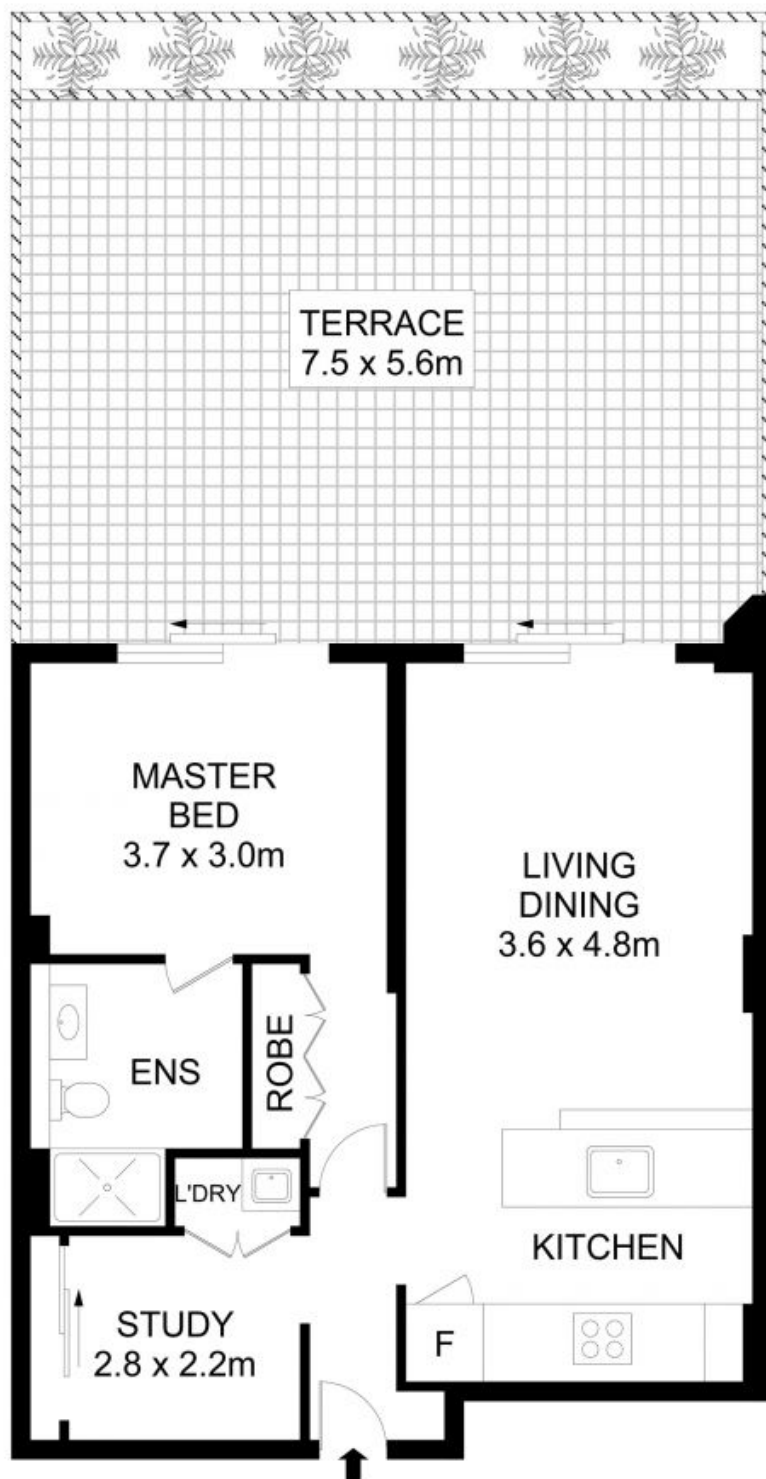 TERRACE
7.5 x 5.6m
MASTER
BED
3.7 x 3.0m
LIVING
DINING
3.6 x 4.8m
ENS
ROBE
L'DRY
KITCHEN
STUDY
2.8 x 2.2m
F